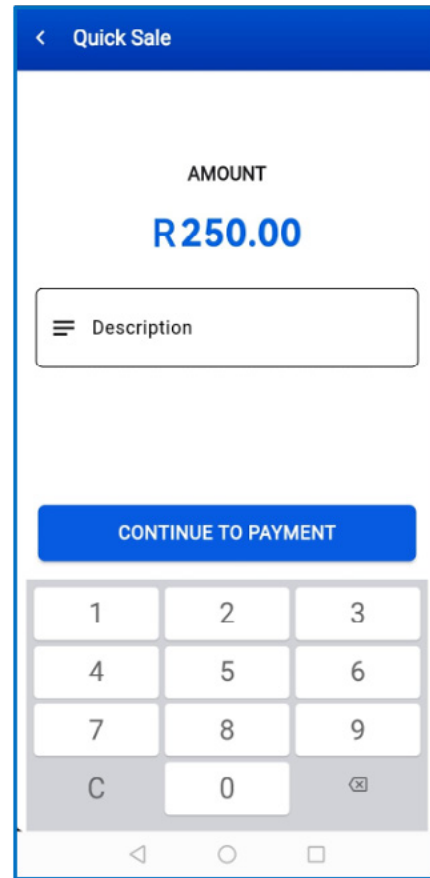 Quick Sale
AMOUNT
R250.00
Description
CONTINUE TO PAYMENT
1 2 3
4 5 6
7 8 9
C 0